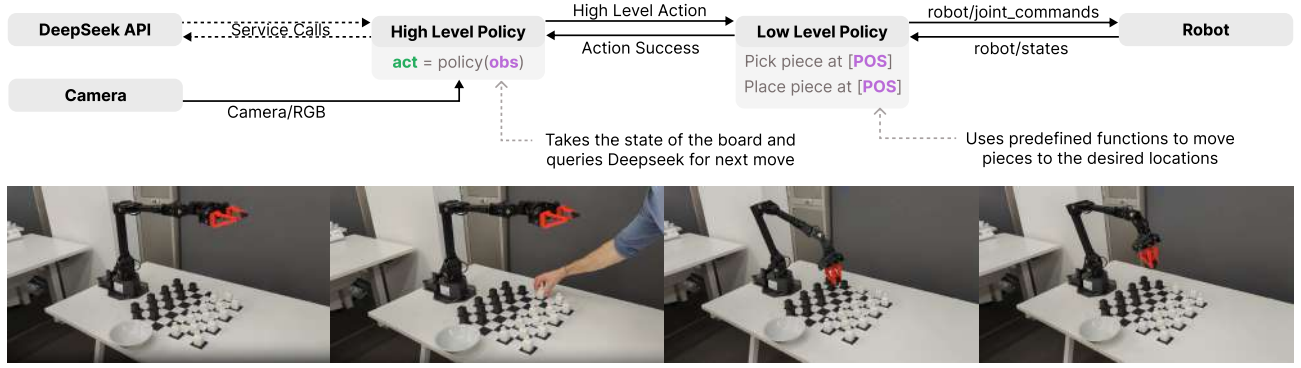 DeepSeek API
Service Calls
High Level Policy
act = policy(obs)
High Level Action
Action Success
Low Level Policy
Pick piece at [POS]
Place piece at [POS]
robot/joint_commands
robot/states
Robot
Camera
Camera/RGB
Takes the state of the board and
queries Deepseek for next move
Uses predefined functions to move
pieces to the desired locations